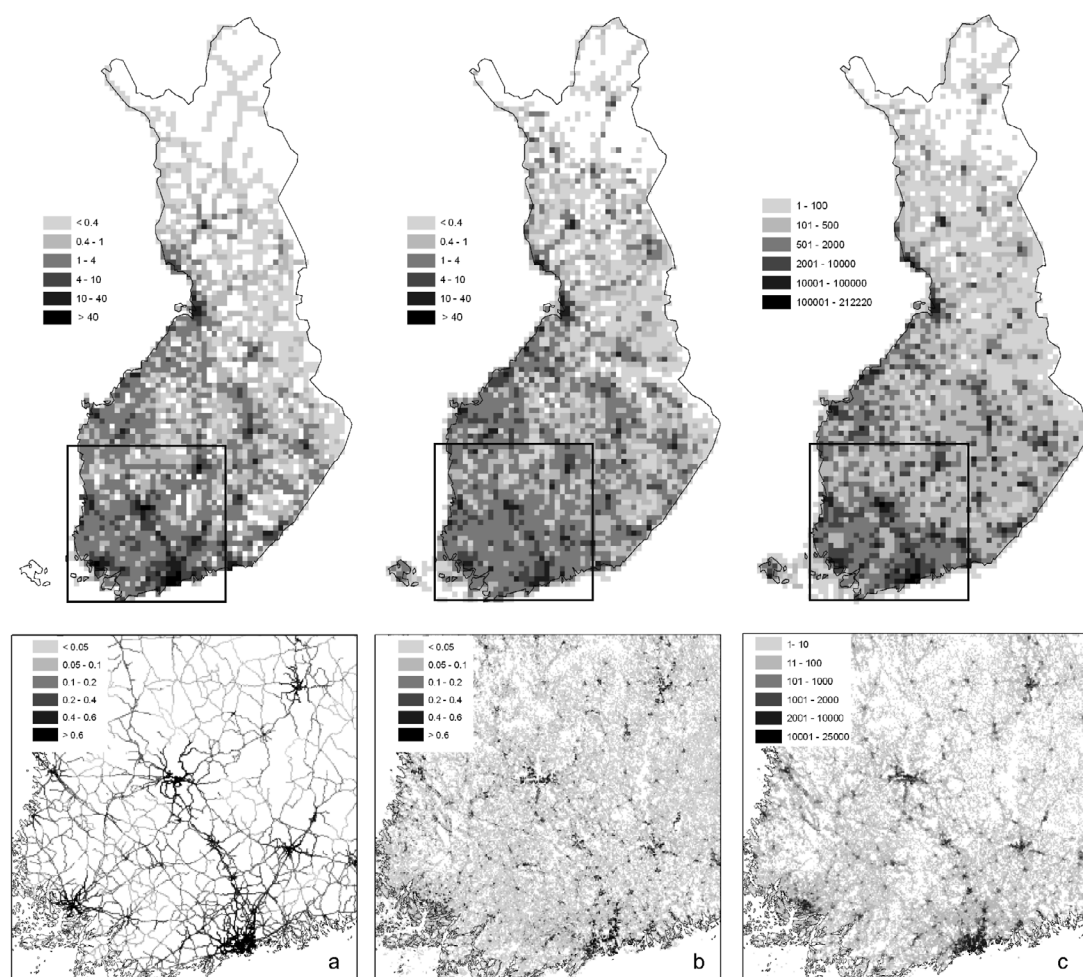 < 0.4
0.4 - 1
1 - 4
4 - 10
10 - 40
> 40
< 0.4
0.4 - 1
1 - 4
4 - 10
10 - 40
> 40
1 - 100
101 - 500
501 - 2000
2001 - 10000
10001 - 100000
100001 - 212220
< 0.05
0.05 - 0.1
0.1 - 0.2
0.2 - 0.4
0.4 - 0.6
> 0.6
a
< 0.05
0.05 - 0.1
0.1 - 0.2
0.2 - 0.4
0.4 - 0.6
> 0.6
b
1 - 10
11 - 100
101 - 1000
1001 - 2000
2001 - 10000
10001 - 25000
c